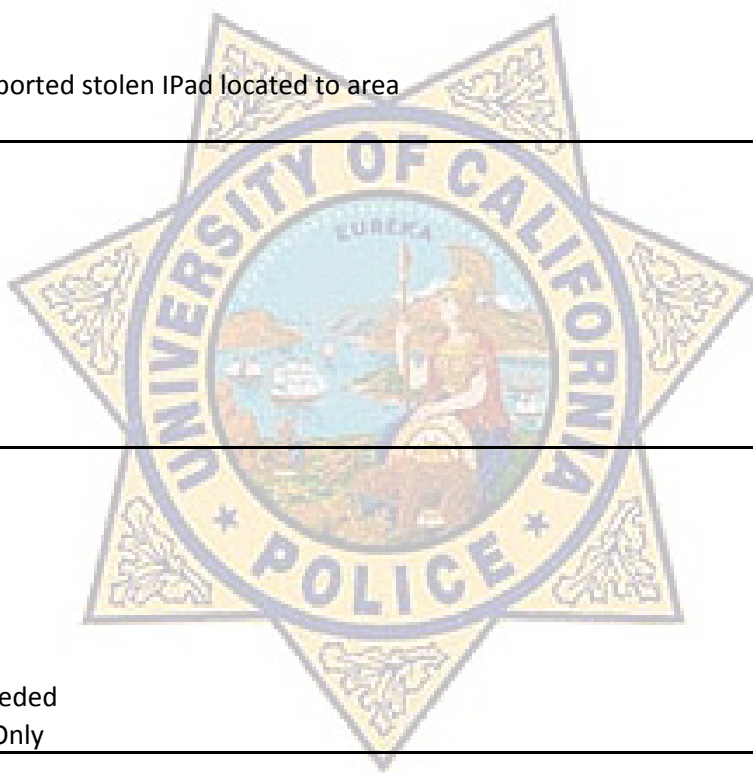 ported stolen IPad located to area
UNIVERSITY OF CALIFORNIA
EUREKA
* POLICE *
eded
Only